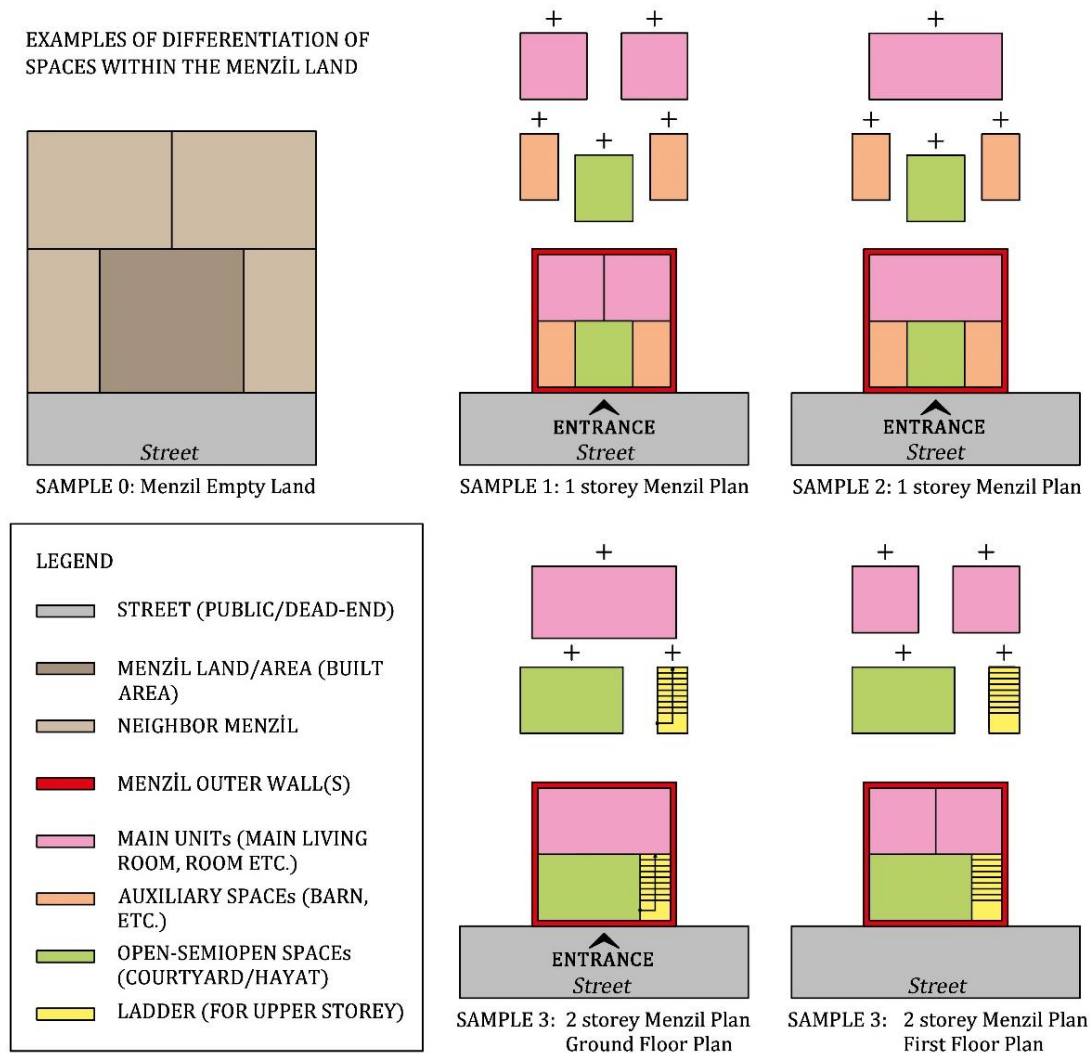 EXAMPLES OF DIFFERENTIATION OF
SPACES WITHIN THE MENZİL LAND
Street
SAMPLE 0: Menzil Empty Land
+ +
+ + +
ENTRANCE
Street
SAMPLE 1: 1 storey Menzil Plan
+
+ + +
ENTRANCE
Street
SAMPLE 2: 1 storey Menzil Plan
LEGEND
STREET (PUBLIC/DEAD-END)
MENZİL LAND/AREA (BUILT
AREA)
NEIGHBOR MENZİL
MENZİL OUTER WALL(S)
MAIN UNITs (MAIN LIVING
ROOM, ROOM ETC.)
AUXILIARY SPACEs (BARN,
ETC.)
OPEN-SEMIOPEN SPACEs
(COURTYARD/HAYAT)
LADDER (FOR UPPER STOREY)
+
+ +
ENTRANCE
Street
SAMPLE 3: 2 storey Menzil Plan
Ground Floor Plan
+ +
+ +
Street
SAMPLE 3: 2 storey Menzil Plan
First Floor Plan